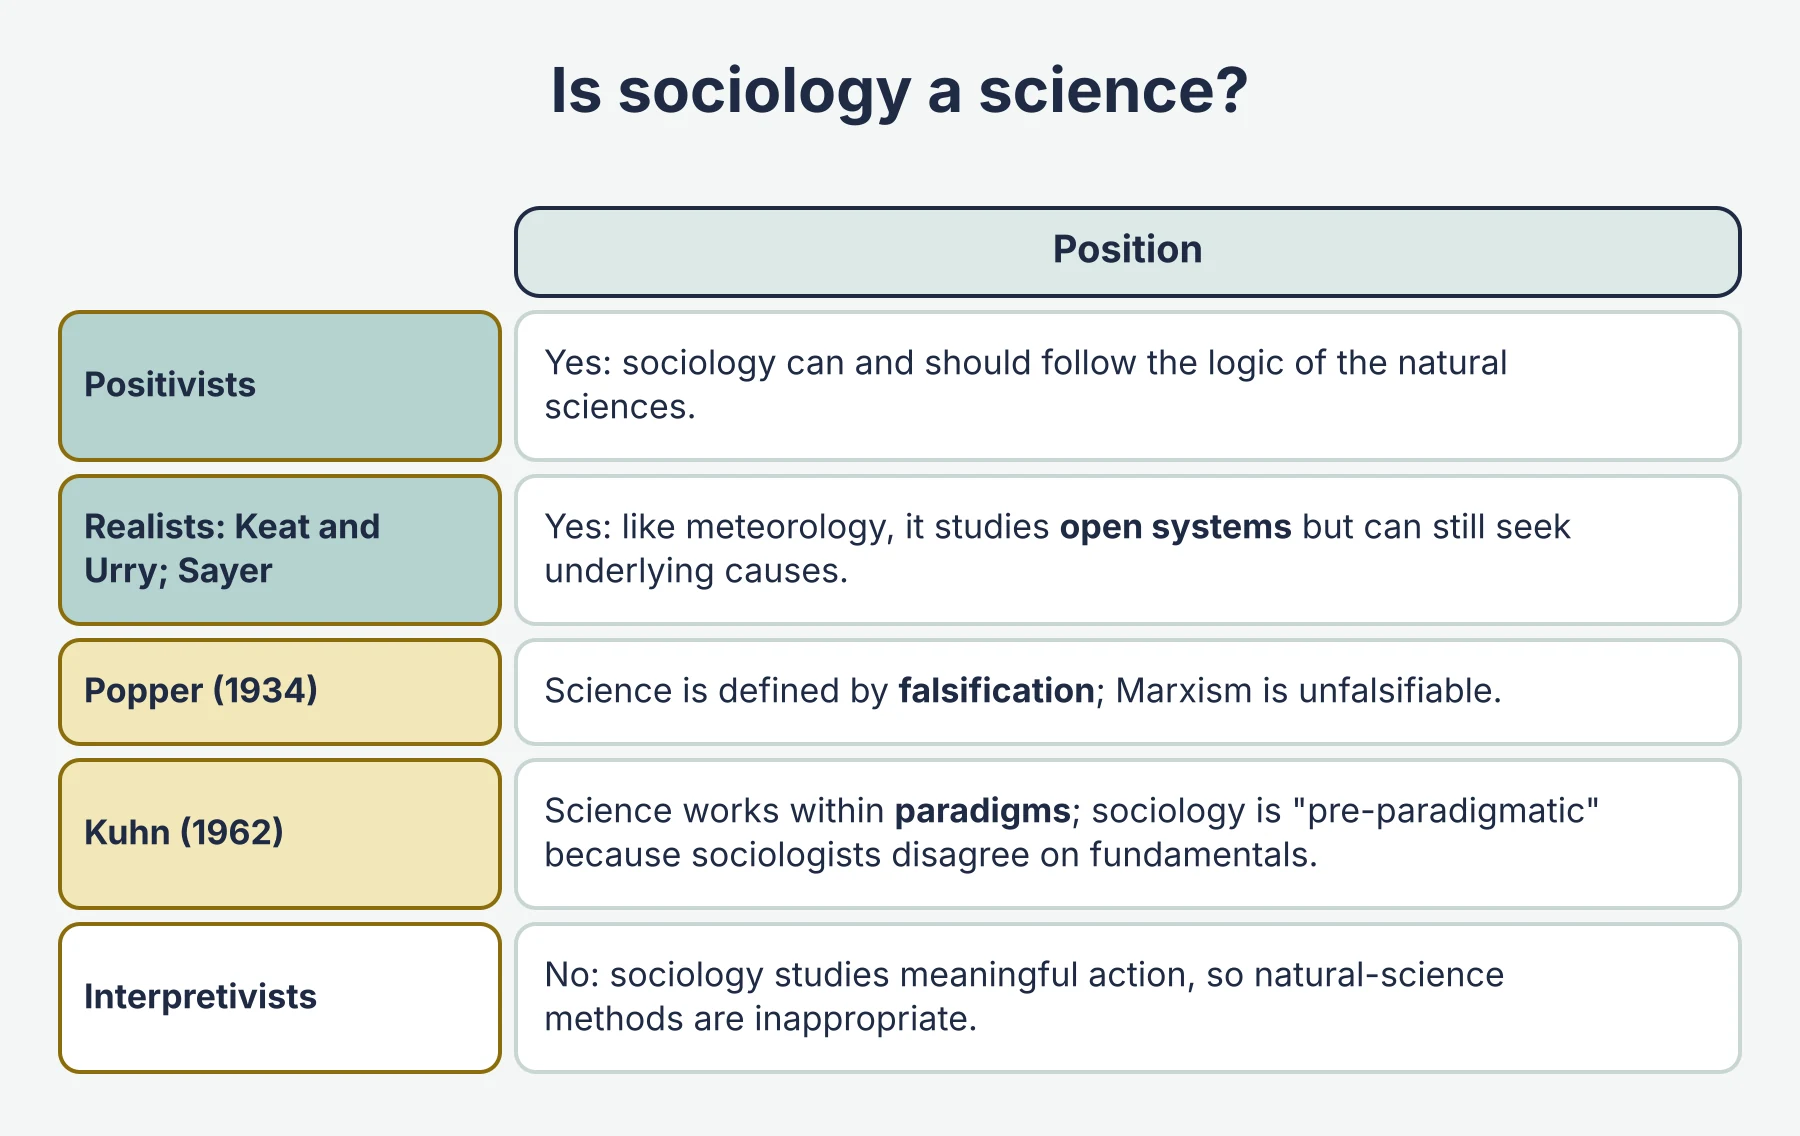 Is sociology a science?
Position
Positivists
Yes: sociology can and should follow the logic of the natural
sciences.
Realists: Keat and
Urry; Sayer
Yes: like meteorology, it studies open systems but can still seek
underlying causes.
Popper (1934)
Science is defined by falsification; Marxism is unfalsifiable.
Kuhn (1962)
Science works within paradigms; sociology is "pre-paradigmatic"
because sociologists disagree on fundamentals.
Interpretivists
No: sociology studies meaningful action, so natural-science
methods are inappropriate.